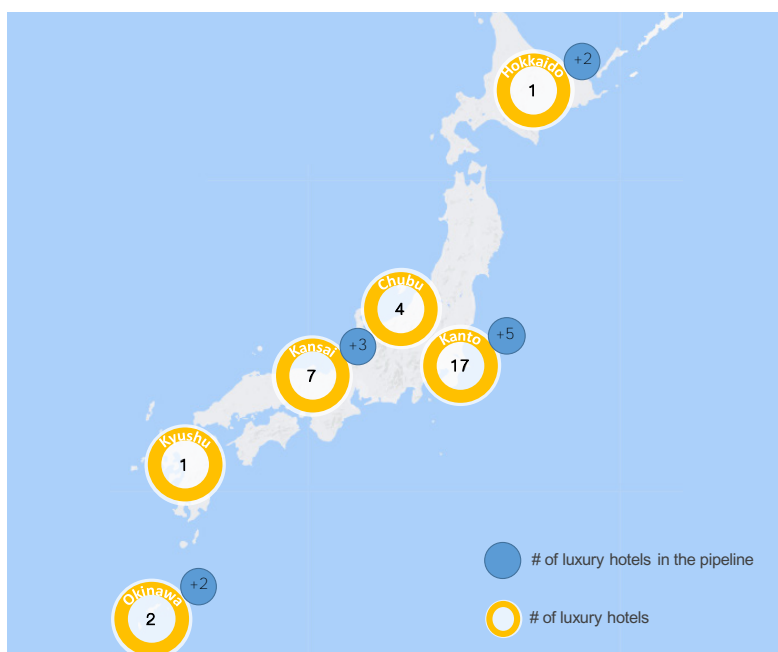 +2
Hokkaido
1
Chubu
4
+5
Kanto
17
+3
Kansai
7
Kyushu
1
+2
Okinawa
2
# of luxury hotels in the pipeline
# of luxury hotels